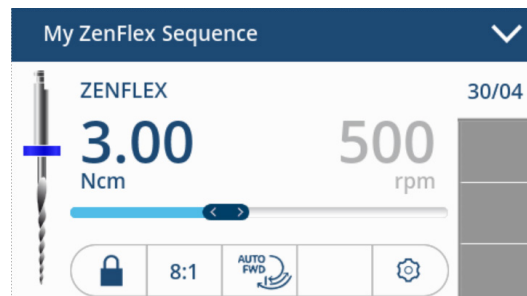 My ZenFlex Sequence
ZENFLEX
30/04
3.00
500
Ncm
rpm
8:1
AUTO
FWD